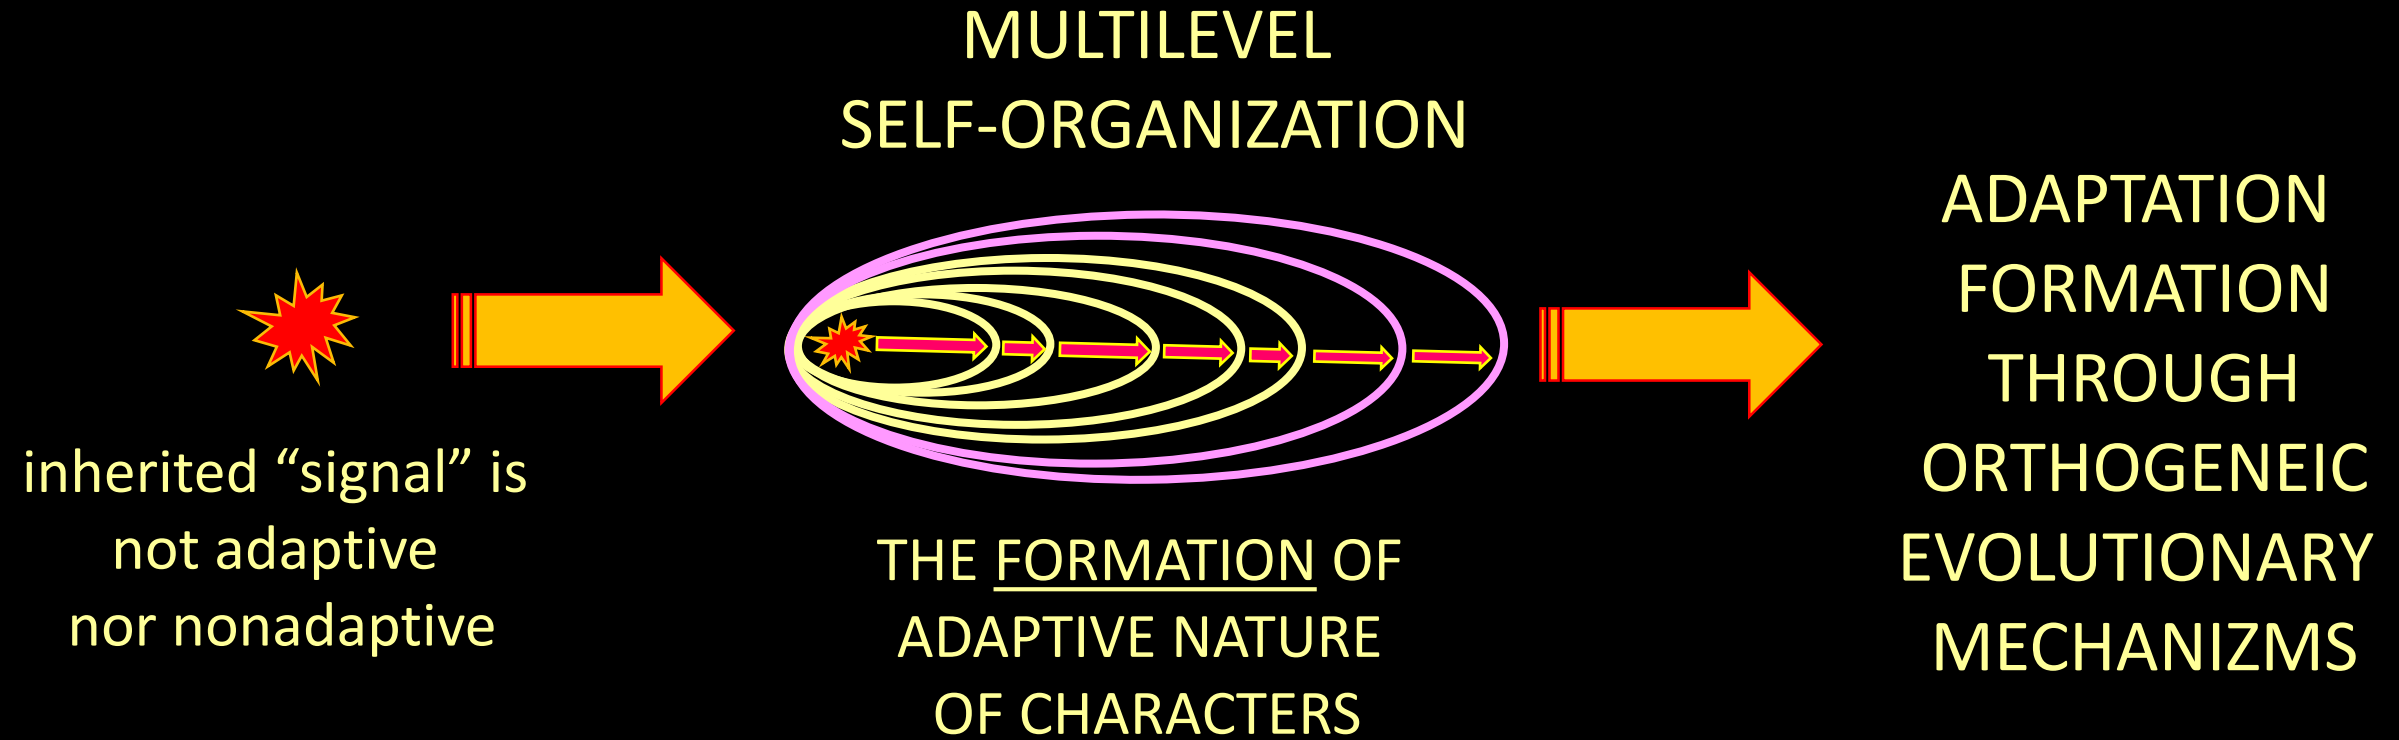 inherited “signal” is
not adaptive
nor nonadaptive
MULTILEVEL
SELF-ORGANIZATION
THE FORMATION OF
ADAPTIVE NATURE
OF CHARACTERS
ADAPTATION
FORMATION
THROUGH
ORTHOGENEIC
EVOLUTIONARY
MECHANIZMS